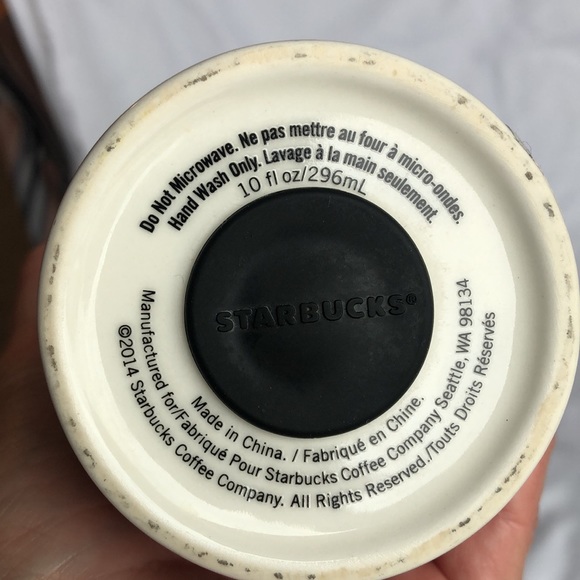 Do Not Microwave. Ne pas mettre au four à micro-ondes.
Hand Wash Only. Lavage à la main seulement.
10 fl oz/296mL
STARBUCKS®
Made in China. / Fabriqué en Chine.
Manufactured for/Fabriqué Pour Starbucks Coffee Company Seattle, WA 98134
©2014 Starbucks Coffee Company. All Rights Reserved./Touts Droits Réservés